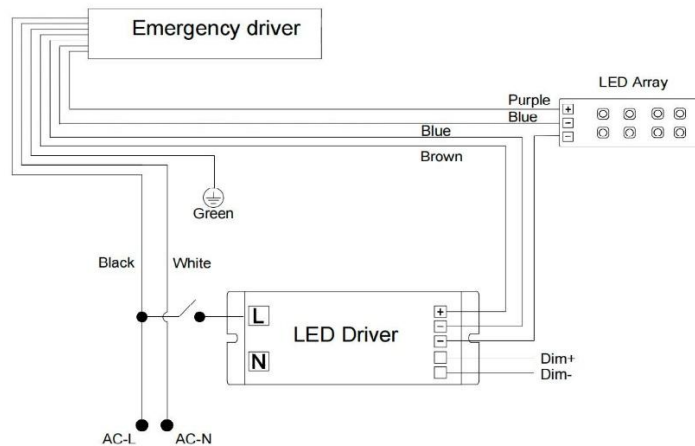 Emergency driver
LED Array
Purple
+
Blue
−
Blue
−
Brown
Green
Black
White
L
+
−
LED Driver
−
N
Dim+
Dim-
AC-L
AC-N